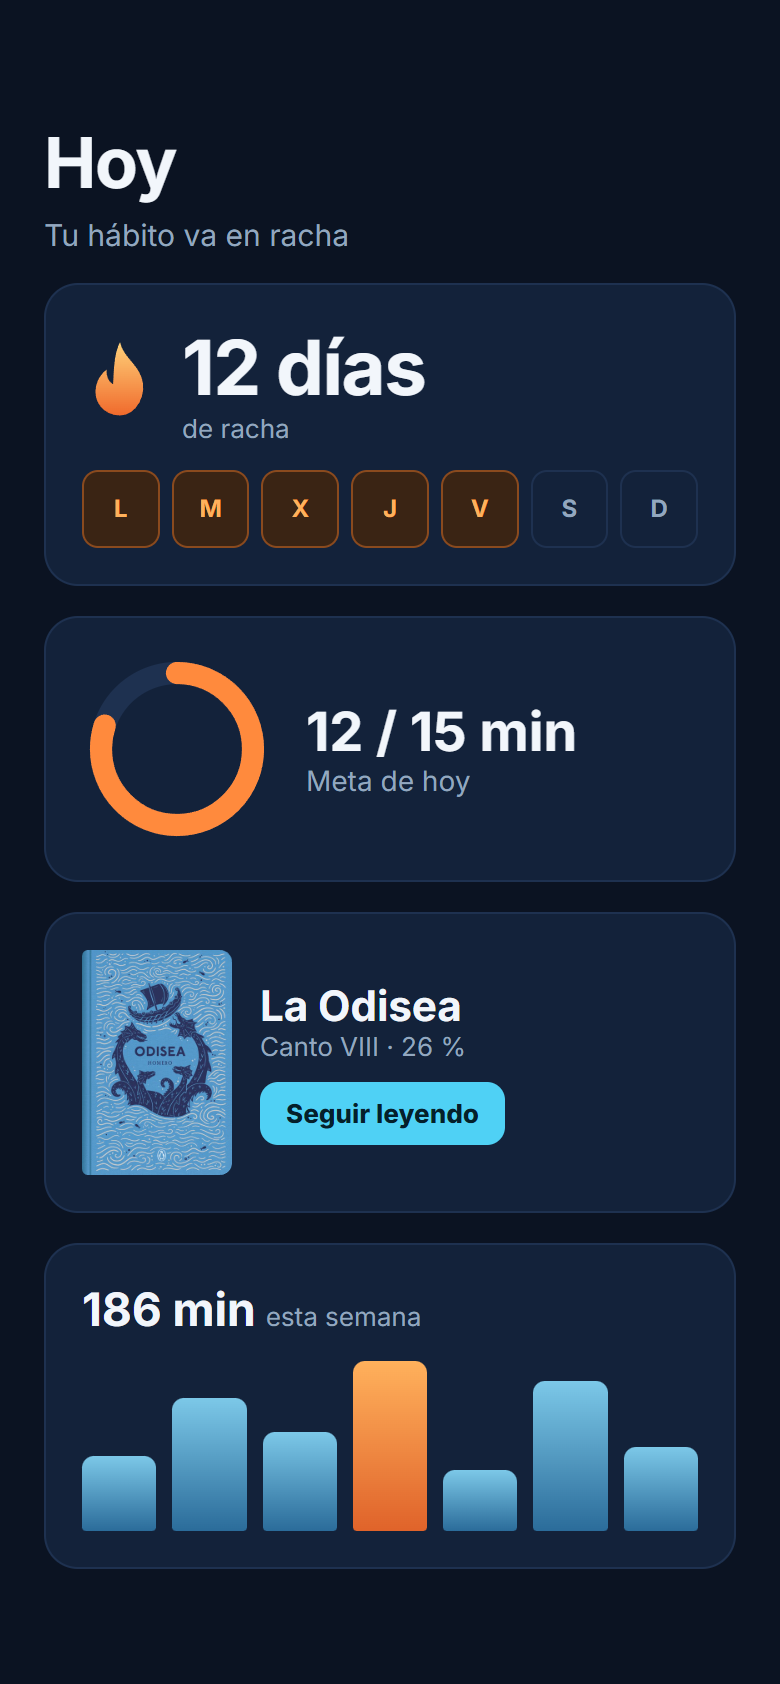 Hoy
Tu hábito va en racha
12 días
de racha
L M X J V S D
12 / 15 min
Meta de hoy
ODISEA
HOMERO
La Odisea
Canto VIII · 26 %
Seguir leyendo
186 min esta semana